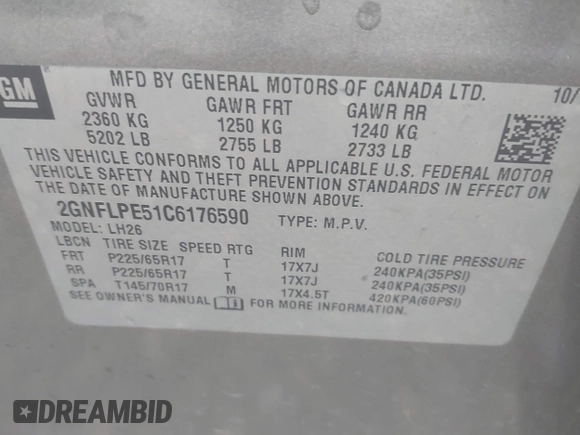 GM
MFD BY GENERAL MOTORS OF CANADA LTD. 10/
GVWR GAWR FRT GAWR RR
2360 KG 1250 KG 1240 KG
5202 LB 2755 LB 2733 LB
THIS VEHICLE CONFORMS TO ALL APPLICABLE U.S. FEDERAL MOTOR
VEHICLE SAFETY AND THEFT PREVENTION STANDARDS IN EFFECT ON
THE DATE OF MANUFACTURE SHOWN ABOVE.
2GNFLPE51C6176590 TYPE: M.P.V.
MODEL: LH26
LBCN TIRE SIZE SPEED RTG RIM COLD TIRE PRESSURE
FRT P225/65R17 T 17X7J 240KPA(35PSI)
RR P225/65R17 T 17X7J 240KPA(35PSI)
SPA T145/70R17 M 17X4.5T 420KPA(60PSI)
SEE OWNER'S MANUAL FOR MORE INFORMATION.
DREAMBID